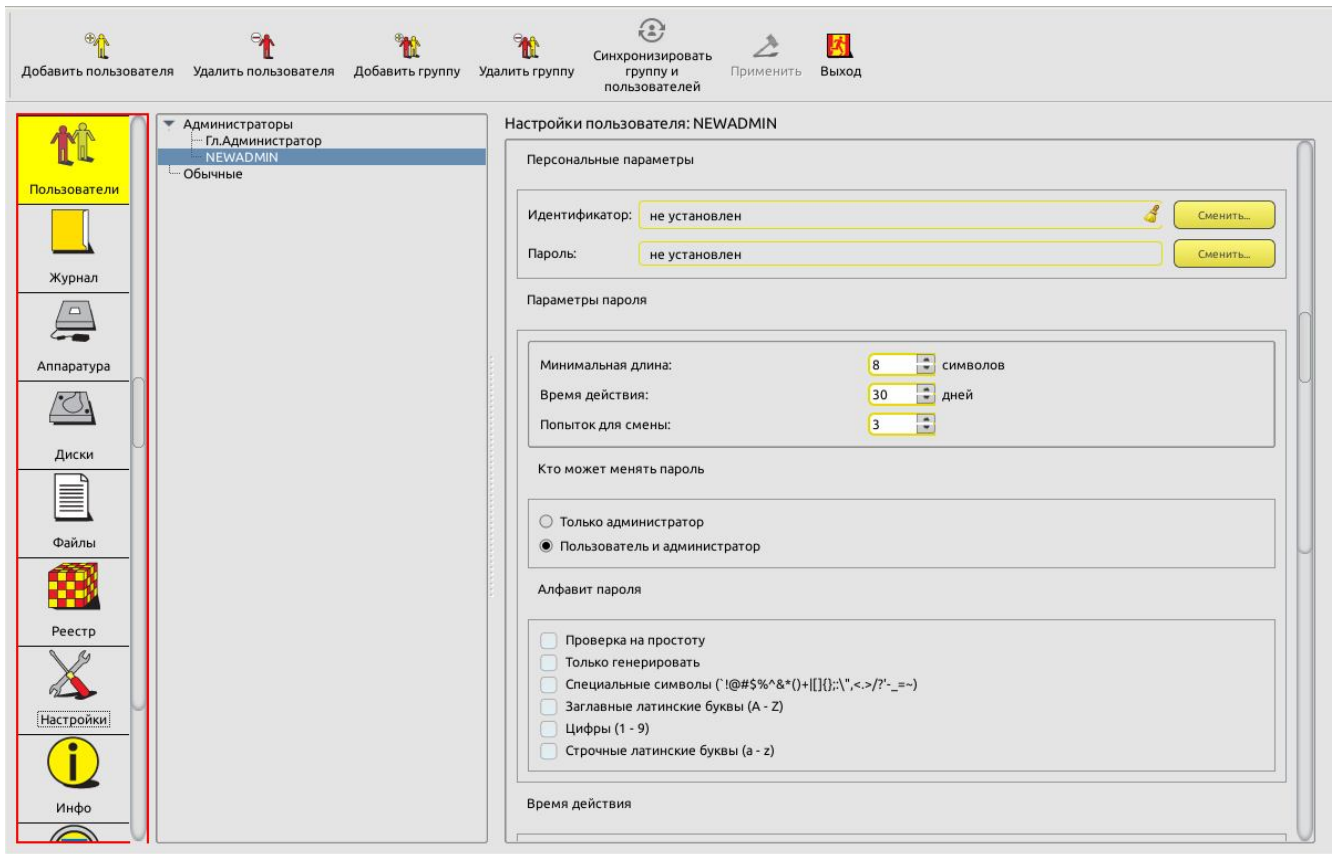 Добавить пользователя
Удалить пользователя
Добавить группу
Удалить группу
Синхронизировать
группу и
пользователей
Применить
Выход
Пользователи
Журнал
Аппаратура
Диски
Файлы
Реестр
Настройки
Инфо
Администраторы
Гл.Администратор
NEWADMIN
Обычные
Настройки пользователя: NEWADMIN
Персональные параметры
Идентификатор: не установлен Сменить...
Пароль: не установлен Сменить...
Параметры пароля
Минимальная длина: 8 символов
Время действия: 30 дней
Попыток для смены: 3
Кто может менять пароль
Только администратор
Пользователь и администратор
Алфавит пароля
Проверка на простоту
Только генерировать
Специальные символы (`!@#$%^&*()+|[]{};:\",<.>/?'-_=~)
Заглавные латинские буквы (A - Z)
Цифры (1 - 9)
Строчные латинские буквы (a - z)
Время действия